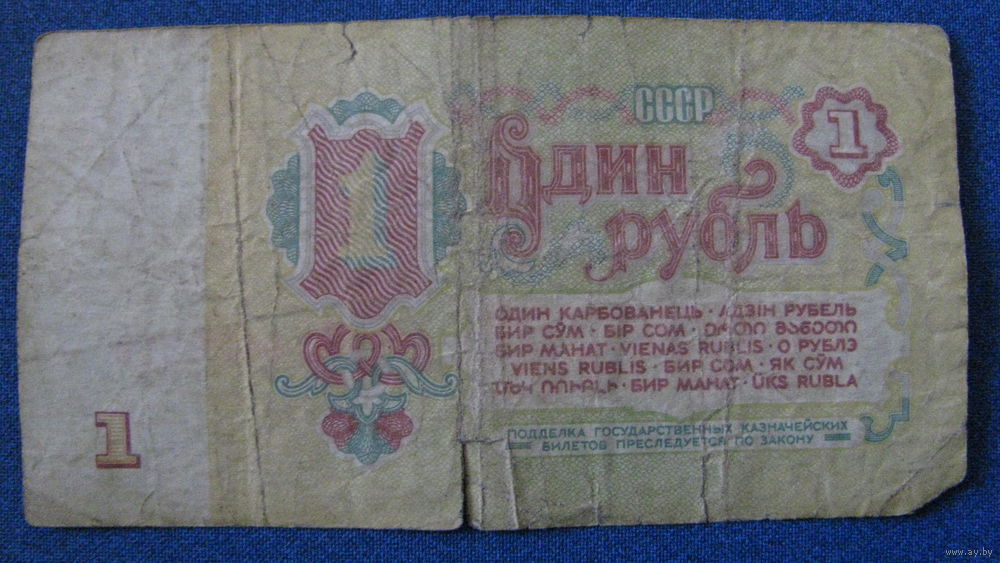 СССР
1
1
Один
рубль
ОДИН КАРБОВАНЕЦЬ · АДЗІН РУБЕЛЬ
БИР СЎМ · БІР СОМ · ᲔᲠᲗᲘ ᲛᲐᲜᲔᲗᲘ
БИР МАНАТ · VIENAS RUBLIS · О РУБЛЭ
VIENS RUBLIS · БИР СОМ · ЯК СЎМ
ՄԵԿ ՌՈՒԲԼԻ · БИР МАНАТ · ÜKS RUBLA
1
ПОДДЕЛКА ГОСУДАРСТВЕННЫХ КАЗНАЧЕЙСКИХ
БИЛЕТОВ ПРЕСЛЕДУЕТСЯ ПО ЗАКОНУ
www.ay.by